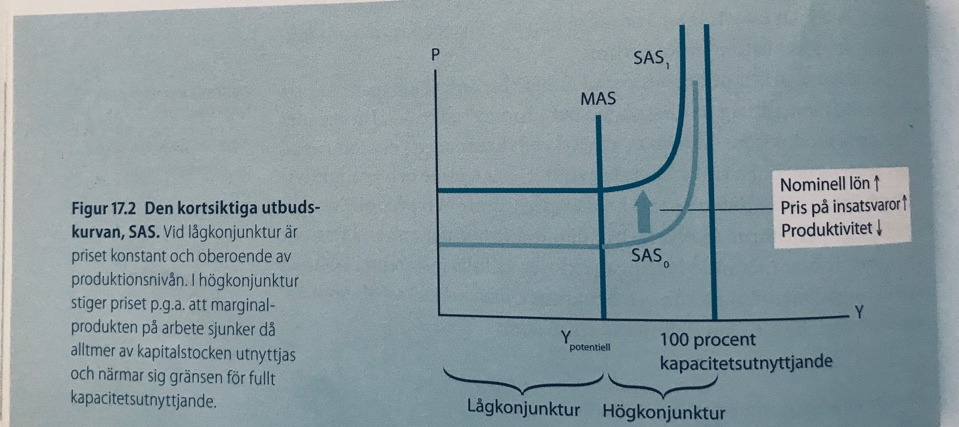 P
SAS₁
MAS
Figur 17.2 Den kortsiktiga utbuds-
kurvan, SAS. Vid lågkonjunktur är
priset konstant och oberoende av
produktionsnivån. I högkonjunktur
stiger priset p.g.a. att marginal-
produkten på arbete sjunker då
alltmer av kapitalstocken utnyttjas
och närmar sig gränsen för fullt
kapacitetsutnyttjande.
Nominell lön ↑
Pris på insatsvaror ↑
Produktivitet ↓
SAS₀
Y
Y potentiell
100 procent
kapacitetsutnyttjande
Lågkonjunktur
Högkonjunktur